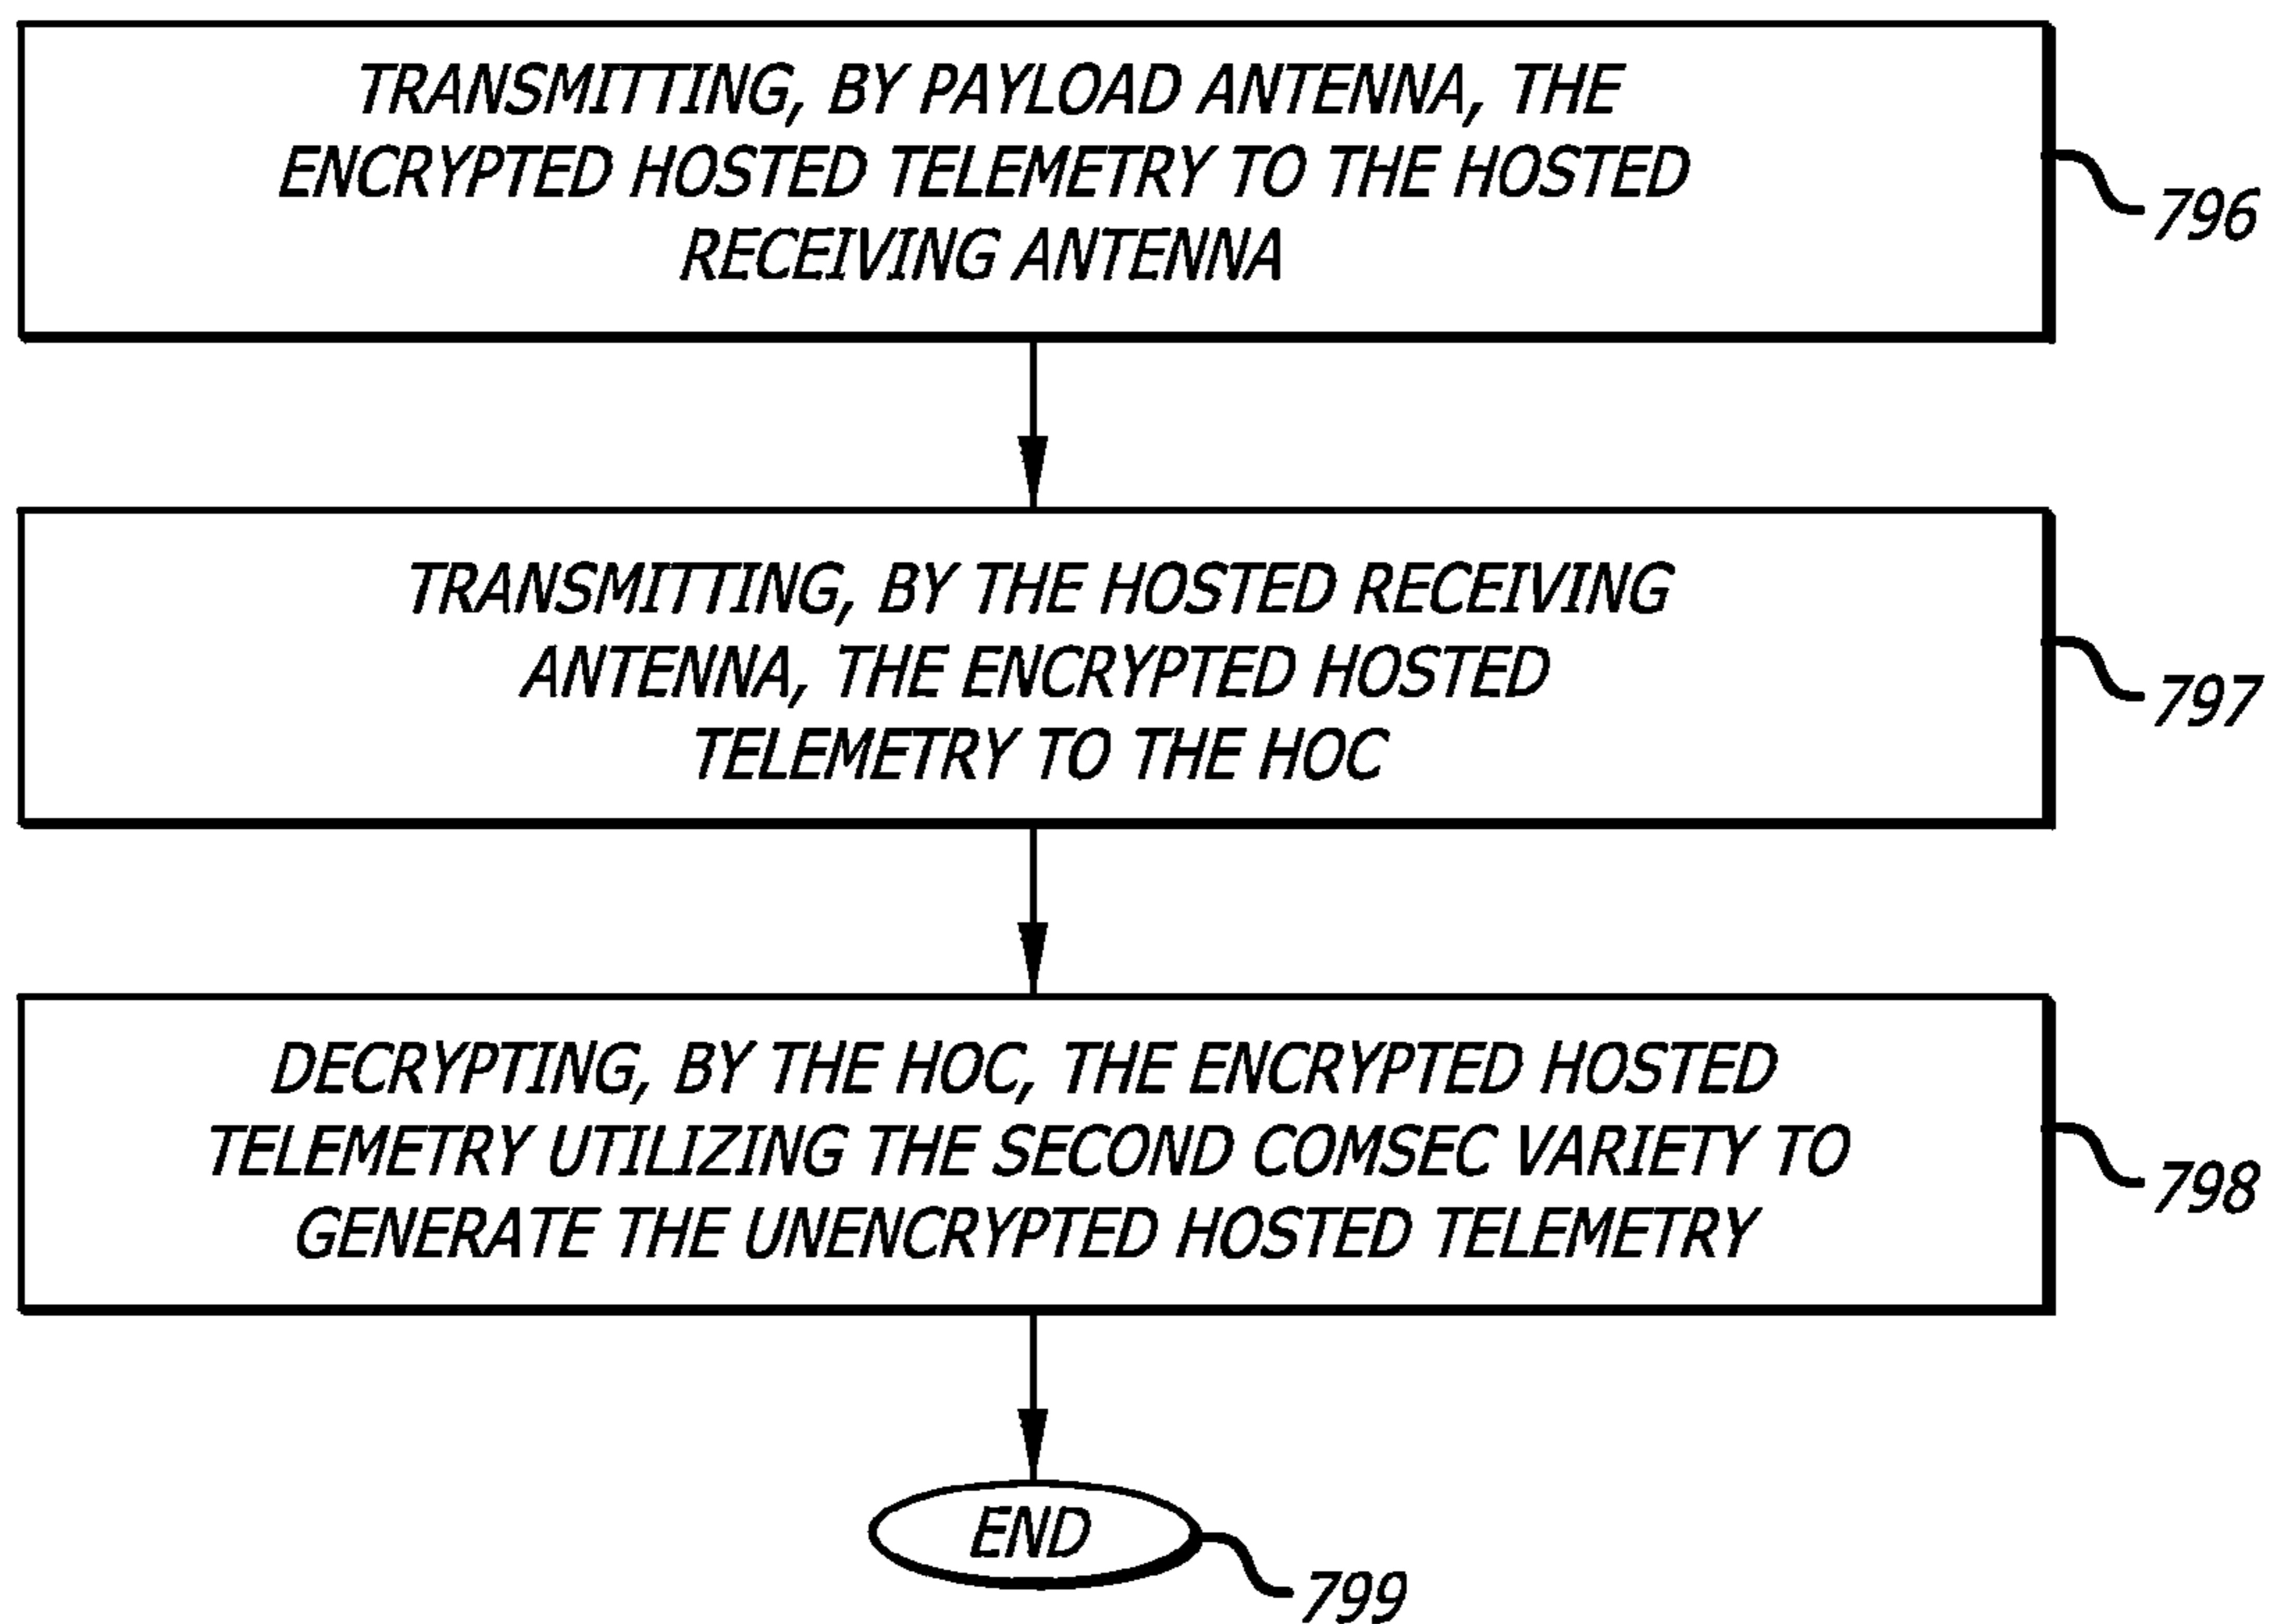 TRANSMITTING, BY PAYLOAD ANTENNA, THE
ENCRYPTED HOSTED TELEMETRY TO THE HOSTED
RECEIVING ANTENNA
796
TRANSMITTING, BY THE HOSTED RECEIVING
ANTENNA, THE ENCRYPTED HOSTED
TELEMETRY TO THE HOC
797
DECRYPTING, BY THE HOC, THE ENCRYPTED HOSTED
TELEMETRY UTILIZING THE SECOND COMSEC VARIETY TO
GENERATE THE UNENCRYPTED HOSTED TELEMETRY
798
END
799